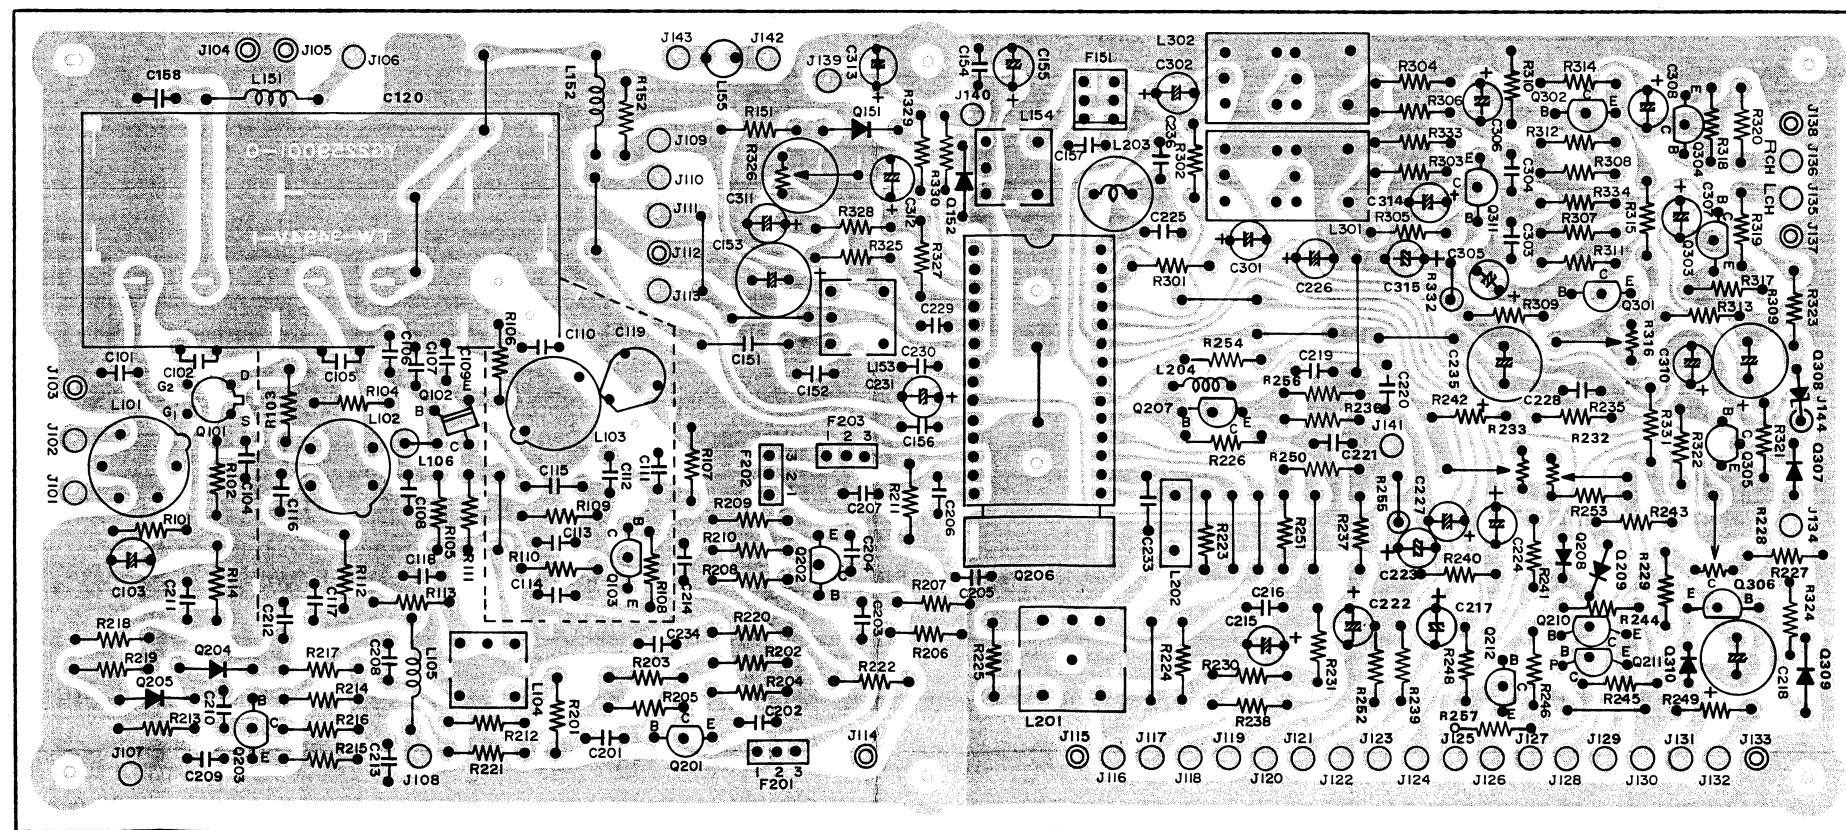 J104
J105
J106
C158
L151
C120
L152
R152
J143
J142
L155
J139
C313
C154
C155
F151
L302
C302
R304
R306
R310
C306
R314
Q302
C
B
E
C308
E
C
B
Q304
R318
R320
J138
RCH
J136
LCH
J135
J137
R151
Q151
R329
J140
L154
C157
L203
C236
R302
R333
R303
R312
R308
R334
R307
R311
C304
C303
E
C
B
Q311
J109
J110
J111
J112
J113
R336
C311
C312
R330
Q152
R328
R325
R327
C153
C225
R301
C301
L301
C226
C314
R305
C315
C305
R332
R309
C
B
E
Q301
R315
C307
B
C
E
Q303
R319
R317
R313
R323
C101
C102
G2
G1
D
S
Q101
R103
C105
R104
L102
C106
C107
Q102
B
C
E
C109
R106
C110
C119
L103
C151
C152
C229
C230
L153
C231
C156
R254
L204
C219
R256
R236
C220
C235
R242
R233
C228
R235
R232
R316
C310
Q308
J144
J103
J102
J101
L101
R102
C104
C116
L106
C108
R105
R111
C115
C112
C111
R107
F202
3
2
1
F203
1 2 3
Q207
B
C
E
R226
R250
C221
J141
R331
R322
B
C
E
Q305
R321
Q307
R101
C103
R114
R112
C118
R113
C117
C211
C212
R109
C113
R110
C114
B
C
E
Q103
R108
C214
R209
R210
R208
E
C
B
Q202
C204
C207
R211
C206
Q206
C205
R207
C203
R206
C233
L202
R223
R251
R237
R255
C227
C223
R240
C224
R241
R253
R243
Q208
Q209
R229
R228
J134
R227
R218
R219
Q204
Q205
R217
R214
R216
R215
C208
L105
L104
C234
R203
R205
R220
R202
R204
R222
R225
L201
R224
C216
C215
R230
R238
R231
C222
C217
R252
R239
R248
Q212
B
C
E
R257
R246
R244
Q210
B
C
E
Q211
C
E
R245
Q310
R249
E
C
B
Q306
R324
C218
Q309
R213
C210
B
C
E
Q203
C209
C213
J107
J108
R212
R221
R201
C201
B
C
E
Q201
C202
F201
1 2 3
J114
J115
J116
J117
J118
J119
J120
J121
J122
J123
J124
J125
J126
J127
J128
J129
J130
J131
J132
J133